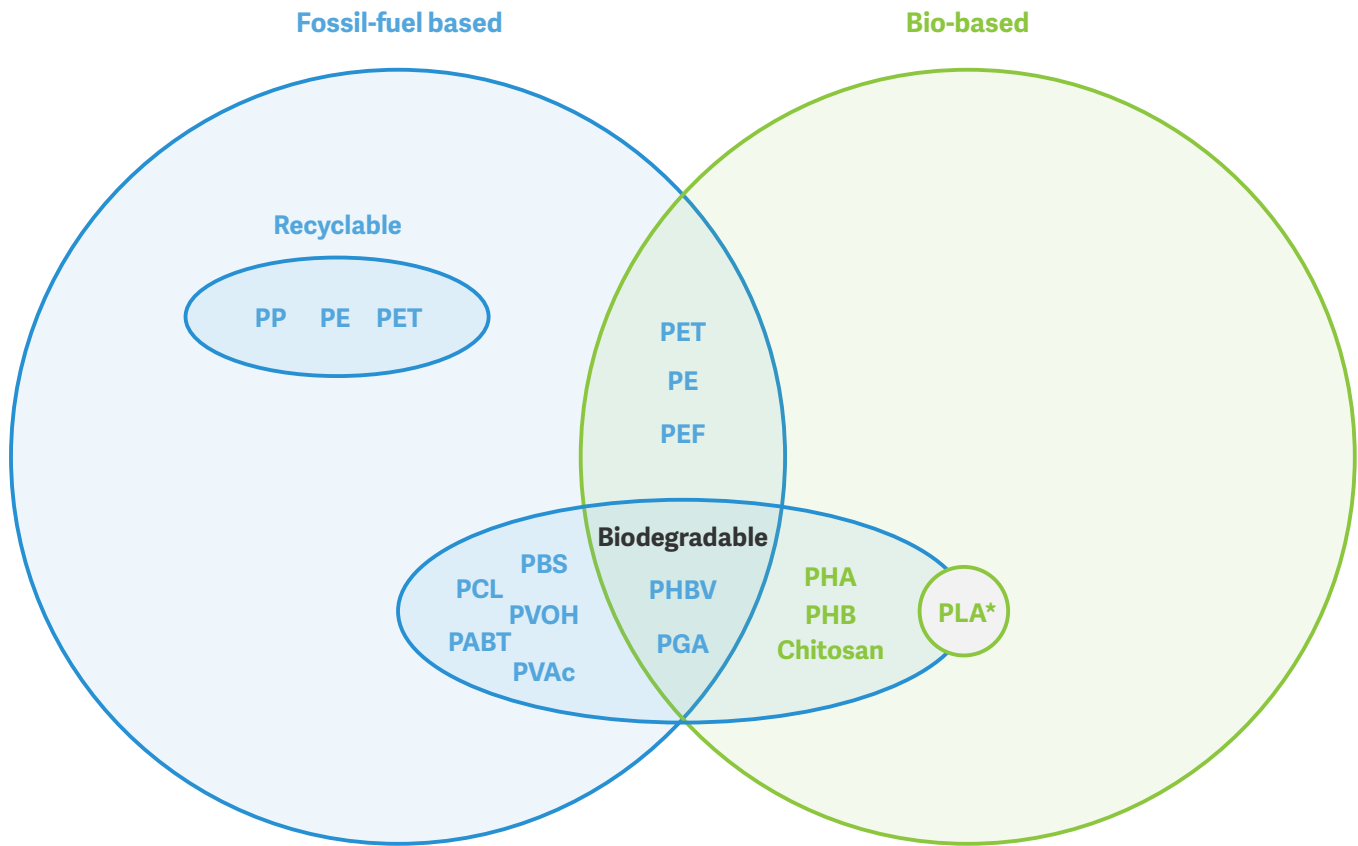 Fossil-fuel based
Bio-based
Recyclable
PP PE PET
PET
PE
PEF
Biodegradable
PBS
PCL
PVOH
PABT
PVAc
PHBV
PGA
PHA
PHB
Chitosan
PLA*